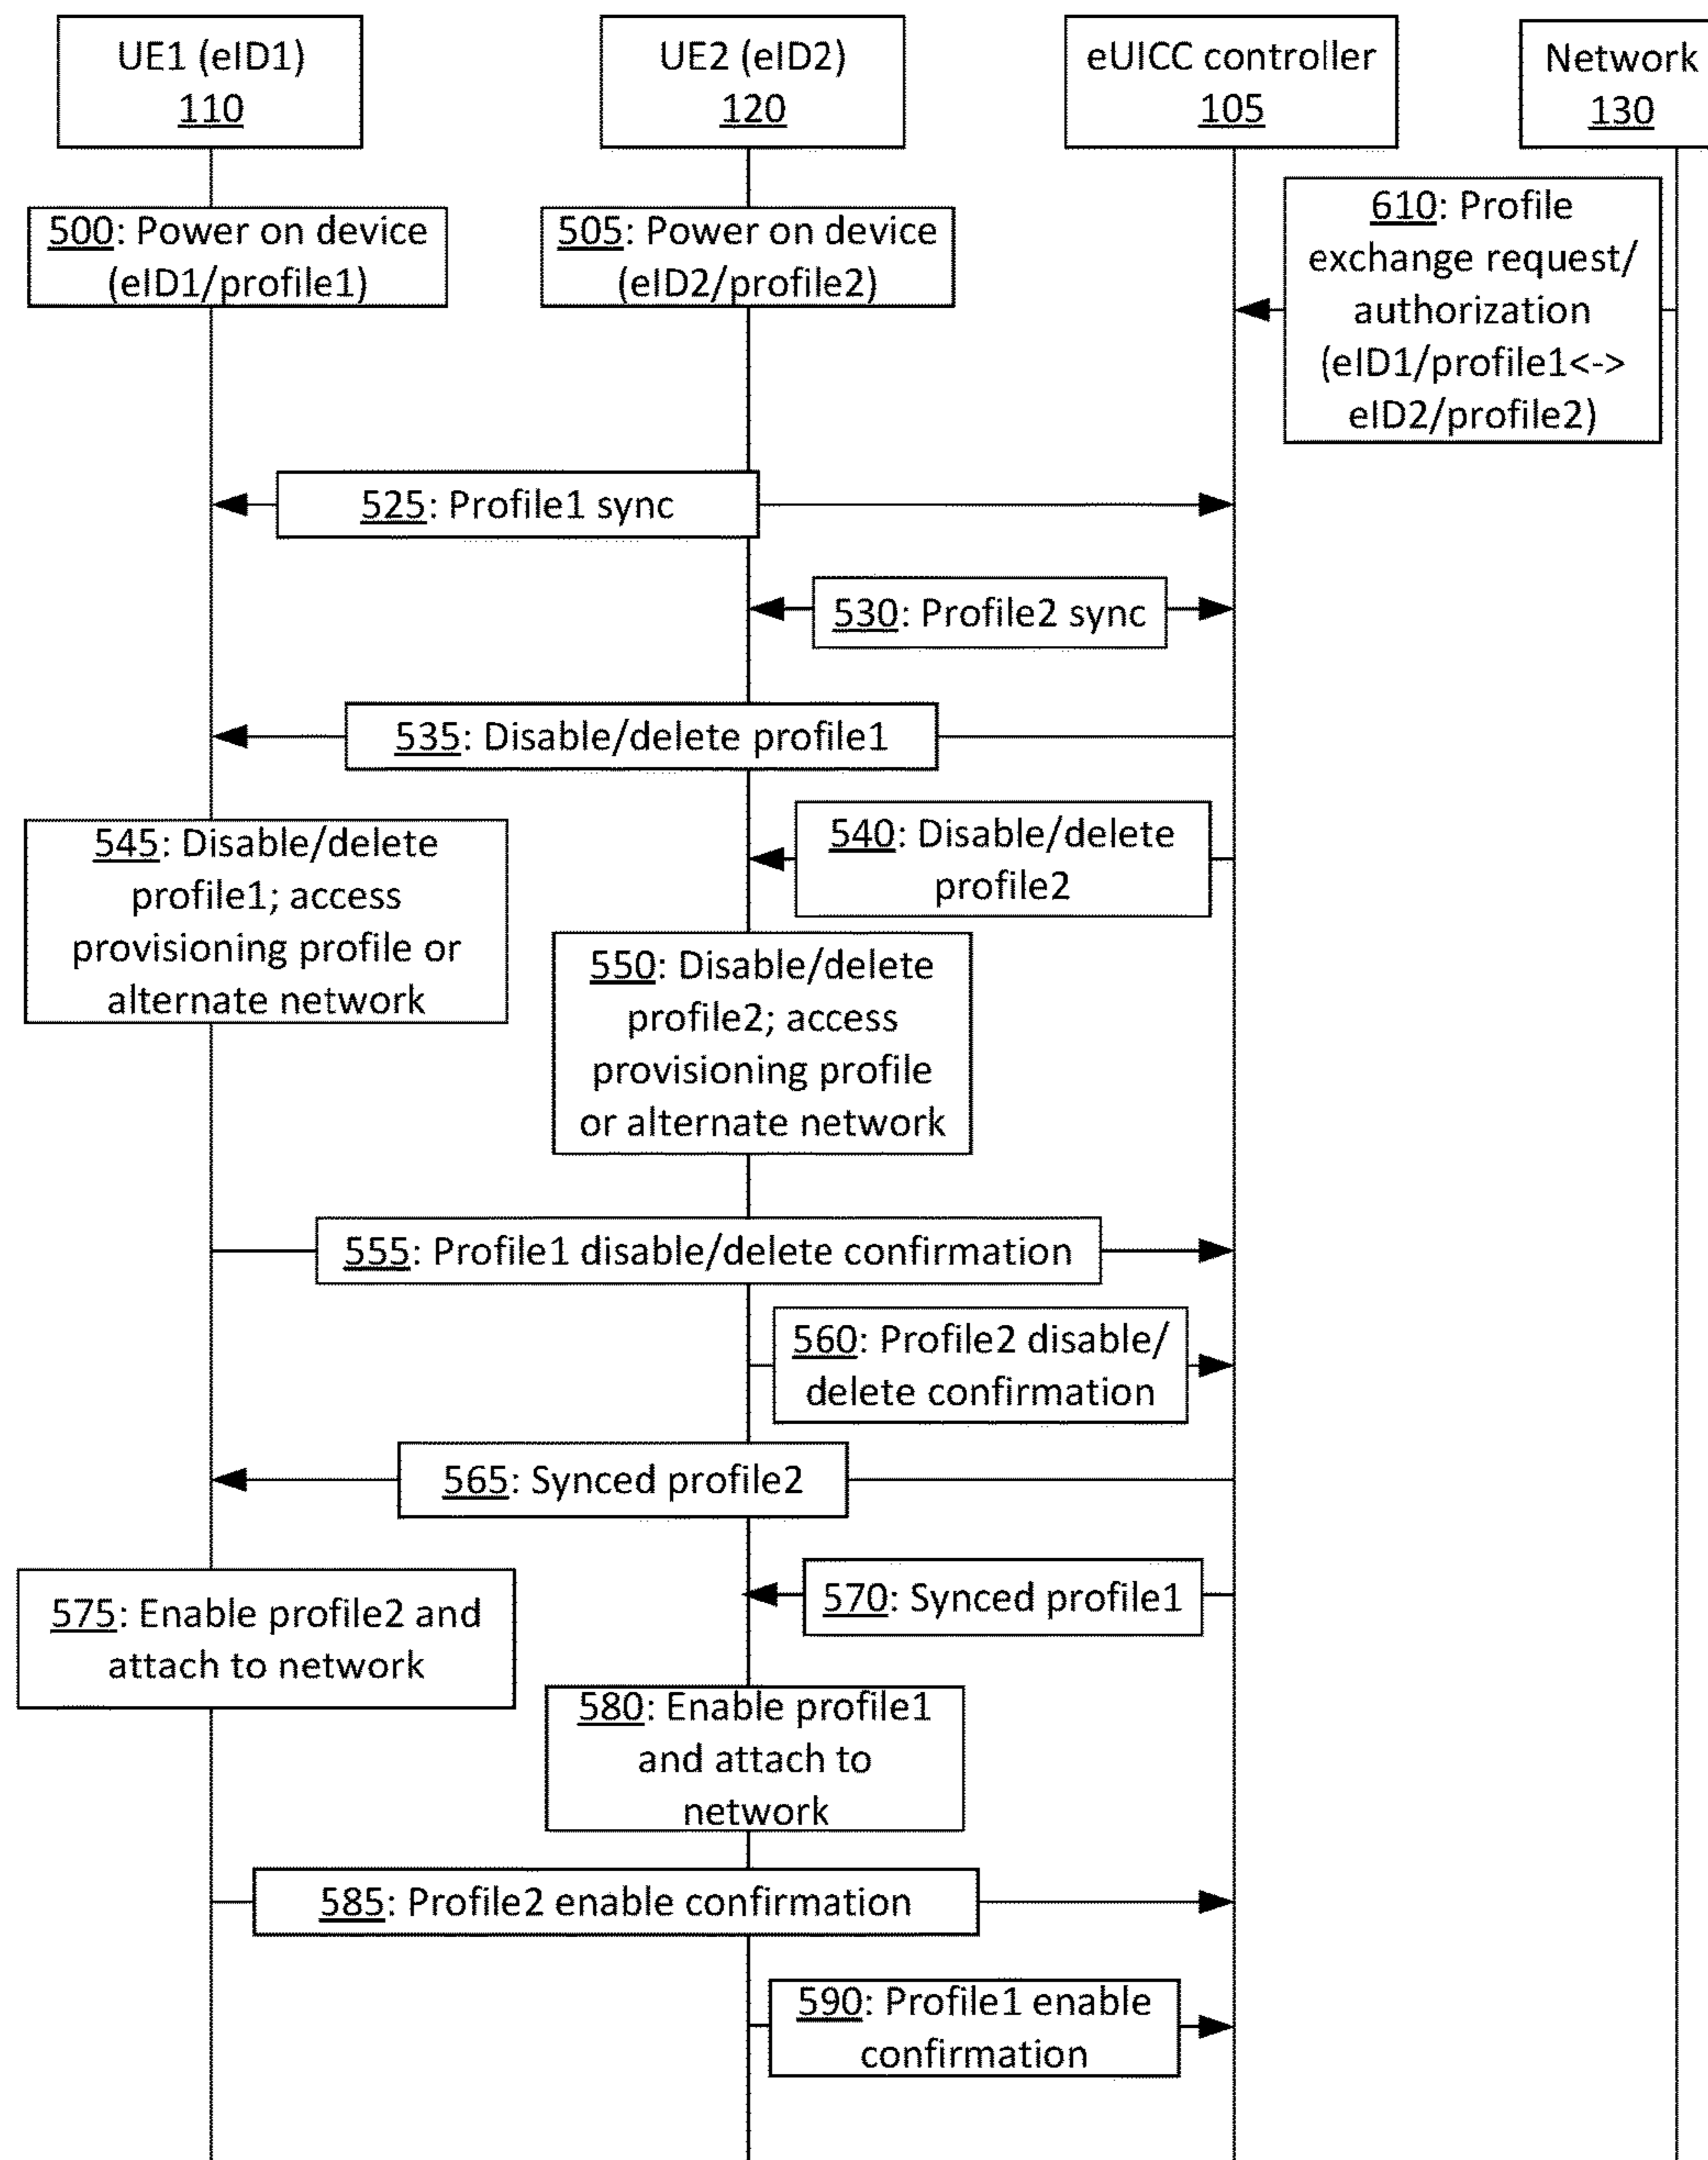 UE1 (eID1)
110
UE2 (eID2)
120
eUICC controller
105
Network
130
500: Power on device
(eID1/profile1)
505: Power on device
(eID2/profile2)
610: Profile
exchange request/
authorization
(eID1/profile1<->
eID2/profile2)
525: Profile1 sync
530: Profile2 sync
535: Disable/delete profile1
540: Disable/delete
profile2
545: Disable/delete
profile1; access
provisioning profile or
alternate network
550: Disable/delete
profile2; access
provisioning profile
or alternate network
555: Profile1 disable/delete confirmation
560: Profile2 disable/
delete confirmation
565: Synced profile2
570: Synced profile1
575: Enable profile2 and
attach to network
580: Enable profile1
and attach to
network
585: Profile2 enable confirmation
590: Profile1 enable
confirmation